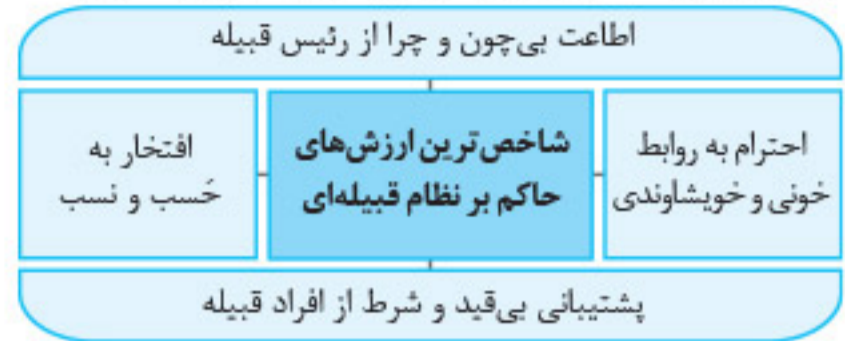 اطاعت بی‌چون و چرا از رئیس قبیله
احترام به روابط
خونی و خویشاوندی
شاخص‌ترین ارزش‌های
حاکم بر نظام قبیله‌ای
افتخار به
حَسب و نسب
پشتیبانی بی‌قید و شرط از افراد قبیله